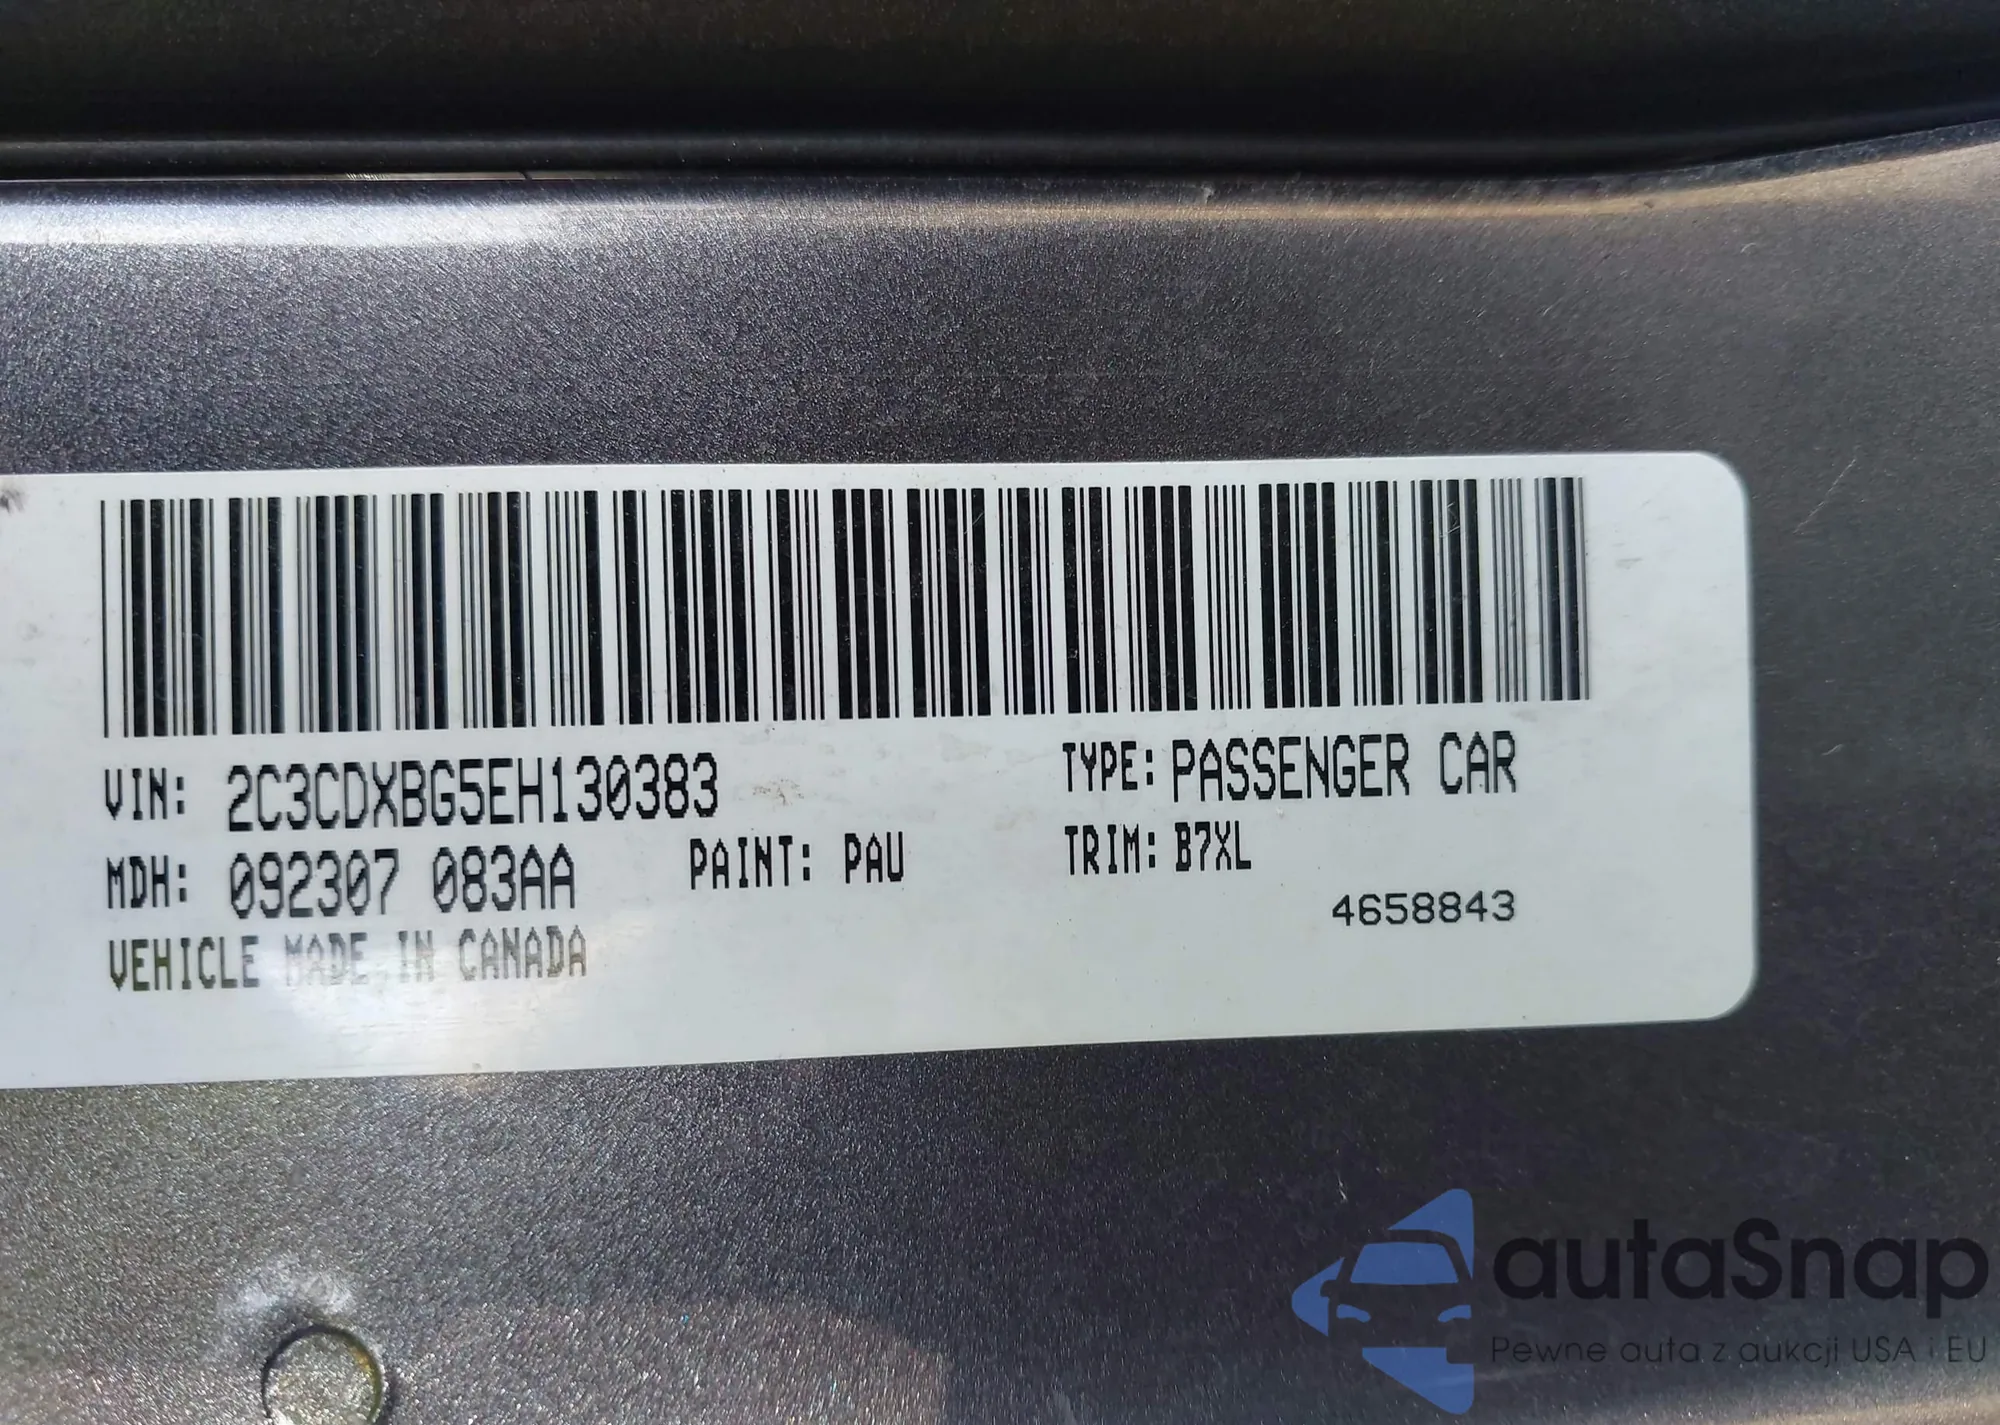 VIN: 2C3CDXBG5EH130383 TYPE: PASSENGER CAR
MDH: 092307 083AA PAINT: PAU TRIM: B7XL
4658843
VEHICLE MADE IN CANADA
autaSnap
Pewne auta z aukcji USA i EU